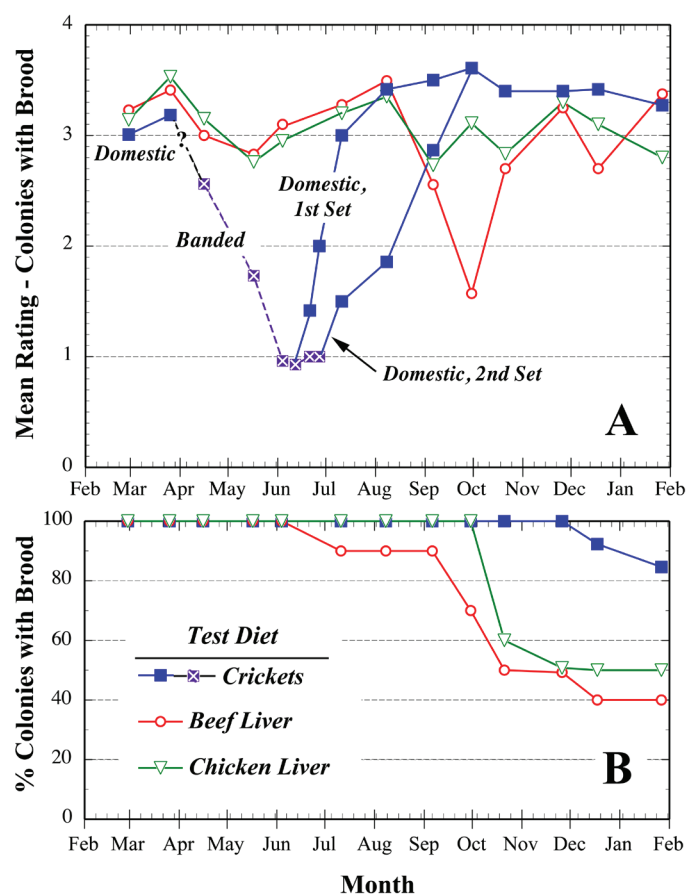 Mean Rating - Colonies with Brood
4
3
2
1
0
Domestic
?
Banded
Domestic,
1st Set
Domestic, 2nd Set
A
Feb Mar Apr May Jun Jul Aug Sep Oct Nov Dec Jan Feb
% Colonies with Brood
100
80
60
40
20
0
Test Diet
Crickets
Beef Liver
Chicken Liver
B
Feb Mar Apr May Jun Jul Aug Sep Oct Nov Dec Jan Feb
Month